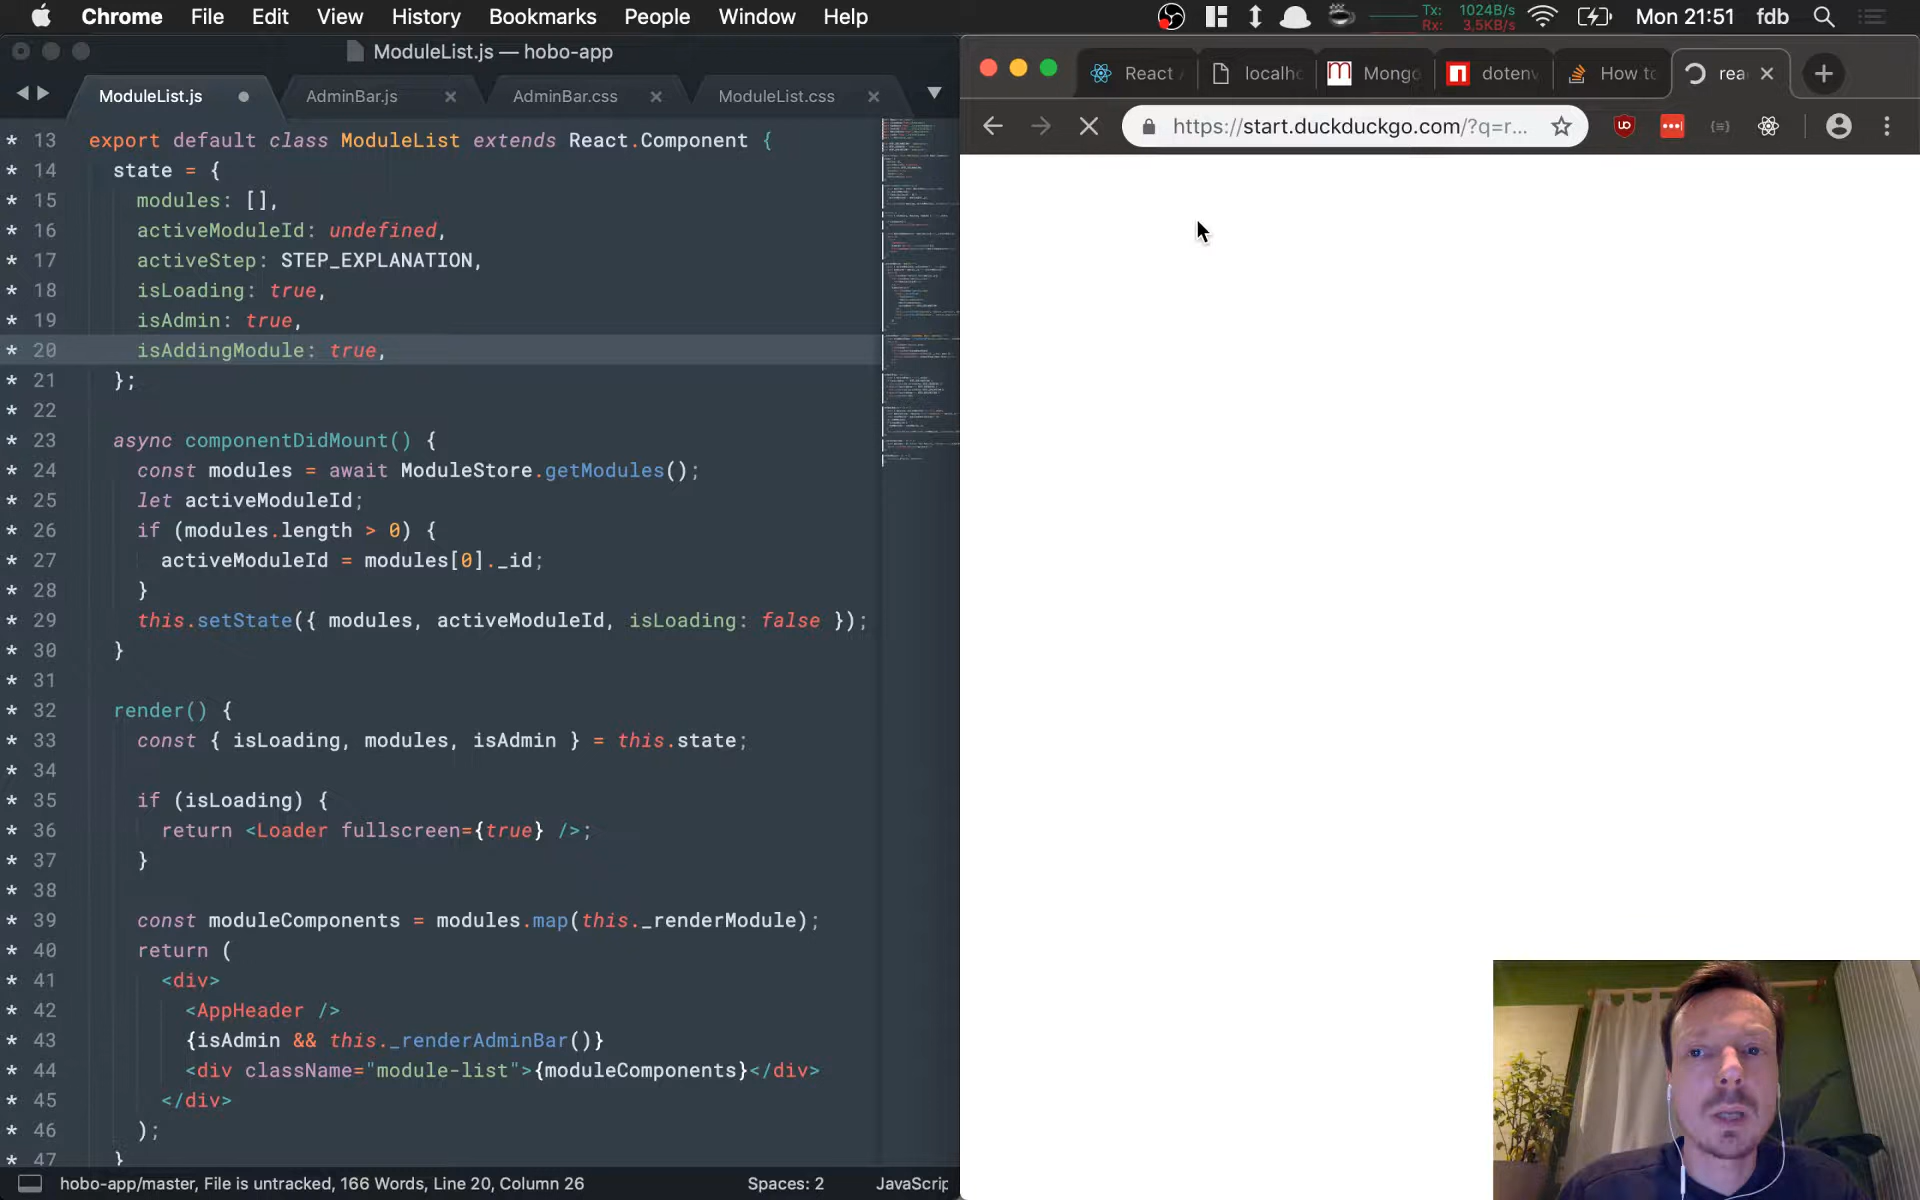 Chrome File Edit View History Bookmarks People Window Help
Tx: 1024B/s
Rx: 3,5KB/s
Mon 21:51 fdb
ModuleList.js — hobo-app
ModuleList.js AdminBar.js AdminBar.css ModuleList.css
13 export default class ModuleList extends React.Component {
14 state = {
15 modules: [],
16 activeModuleId: undefined,
17 activeStep: STEP_EXPLANATION,
18 isLoading: true,
19 isAdmin: true,
20 isAddingModule: true,
21 };
22
23 async componentDidMount() {
24 const modules = await ModuleStore.getModules();
25 let activeModuleId;
26 if (modules.length > 0) {
27 activeModuleId = modules[0]._id;
28 }
29 this.setState({ modules, activeModuleId, isLoading: false });
30 }
31
32 render() {
33 const { isLoading, modules, isAdmin } = this.state;
34
35 if (isLoading) {
36 return <Loader fullscreen={true} />;
37 }
38
39 const moduleComponents = modules.map(this._renderModule);
40 return (
41 <div>
42 <AppHeader />
43 {isAdmin && this._renderAdminBar()}
44 <div className="module-list">{moduleComponents}</div>
45 </div>
46 );
47 }
hobo-app/master, File is untracked, 166 Words, Line 20, Column 26 Spaces: 2 JavaScrip
React localho Mongo dotenv How to rea
https://start.duckduckgo.com/?q=r...